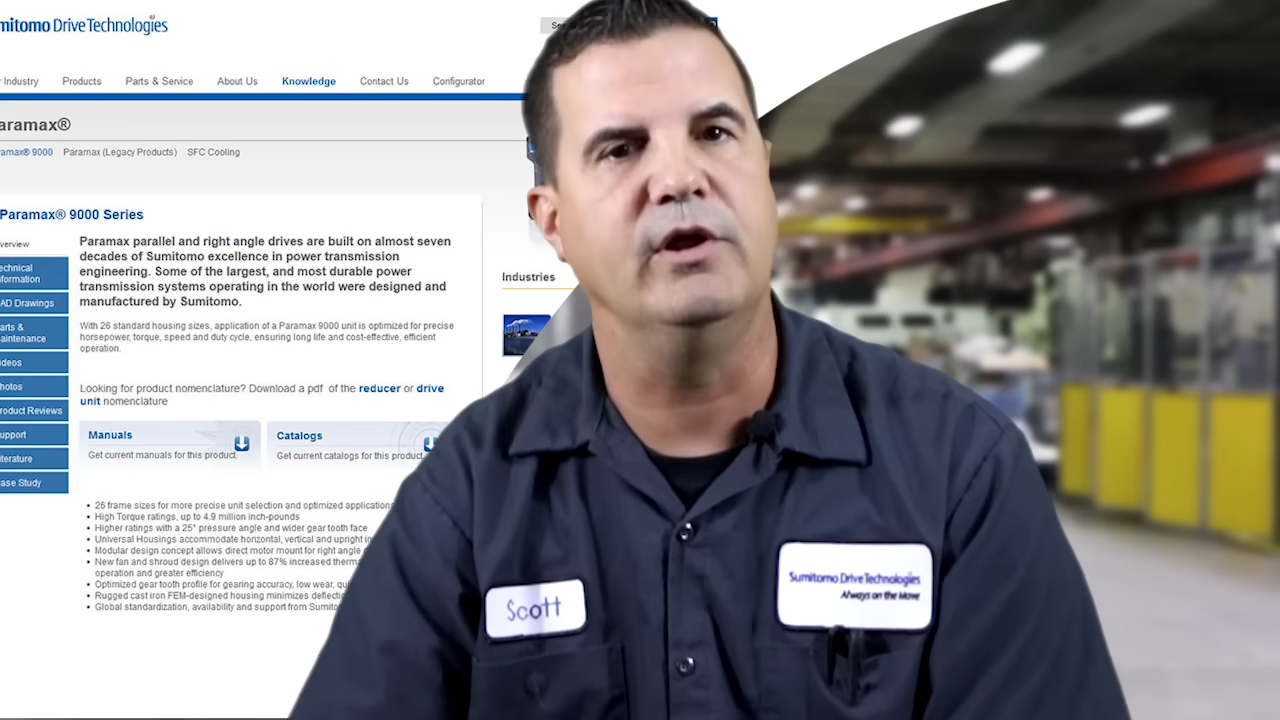 mitomo Drive Technologies
Industry Products Parts & Service About Us Knowledge Contact Us Configurator
aramax®
amax® 9000 Paramax (Legacy Products) SFC Cooling
Paramax® 9000 Series
verview
echnical
nformation
AD Drawings
arts &
aintenance
ideos
hotos
roduct Reviews
upport
iterature
ase Study
Paramax parallel and right angle drives are built on almost seven
decades of Sumitomo excellence in power transmission
engineering. Some of the largest, and most durable power
transmission systems operating in the world were designed and
manufactured by Sumitomo.
With 26 standard housing sizes, application of a Paramax 9000 unit is optimized for precise
horsepower, torque, speed and duty cycle, ensuring long life and cost-effective, efficient
operation.
Looking for product nomenclature? Download a pdf of the reducer or drive
unit nomenclature
Manuals
Get current manuals for this product.
Catalogs
Get current catalogs for this product.
• 26 frame sizes for more precise unit selection and optimized applications
• High Torque ratings, up to 4.9 million inch-pounds
• Higher ratings with a 25° pressure angle and wider gear tooth face
• Universal Housings accommodate horizontal, vertical and upright in
• Modular design concept allows direct motor mount for right angle
• New fan and shroud design delivers up to 87% increased therma
operation and greater efficiency
• Optimized gear tooth profile for gearing accuracy, low wear, qui
• Rugged cast iron FEM-designed housing minimizes deflecti
• Global standardization, availability and support from Sumito
Industries
Scott
Sumitomo Drive Technologies
Always on the Move